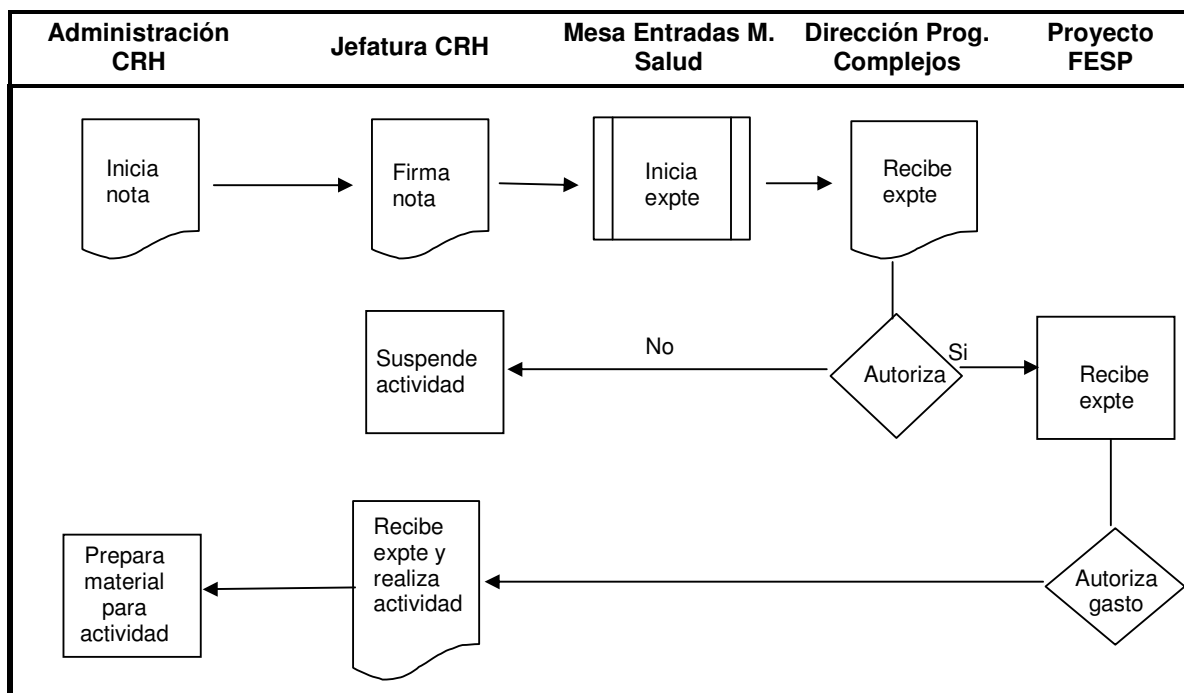 Administración
CRH
Jefatura CRH
Mesa Entradas M.
Salud
Dirección Prog.
Complejos
Proyecto
FESP
Inicia
nota
Firma
nota
Inicia
expte
Recibe
expte
Suspende
actividad
No
Autoriza
Si
Recibe
expte
Prepara
material
para
actividad
Recibe
expte y
realiza
actividad
Autoriza
gasto